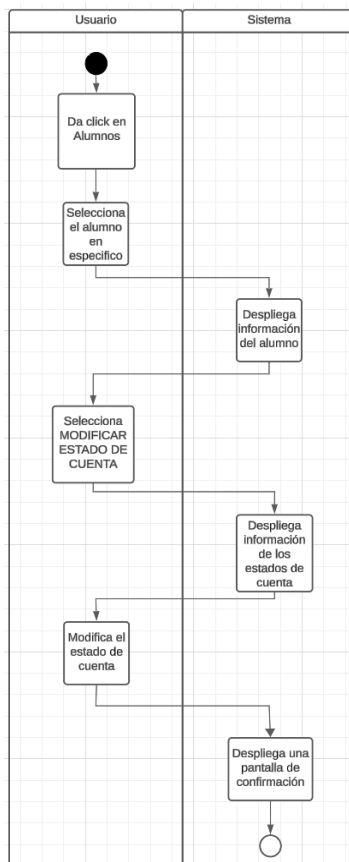 Usuario
Sistema
Da click en
Alumnos
Selecciona
el alumno
en
especifico
Despliega
información
del alumno
Selecciona
MODIFICAR
ESTADO DE
CUENTA
Despliega
información
de los
estados de
cuenta
Modifica el
estado de
cuenta
Despliega una
pantalla de
confirmación